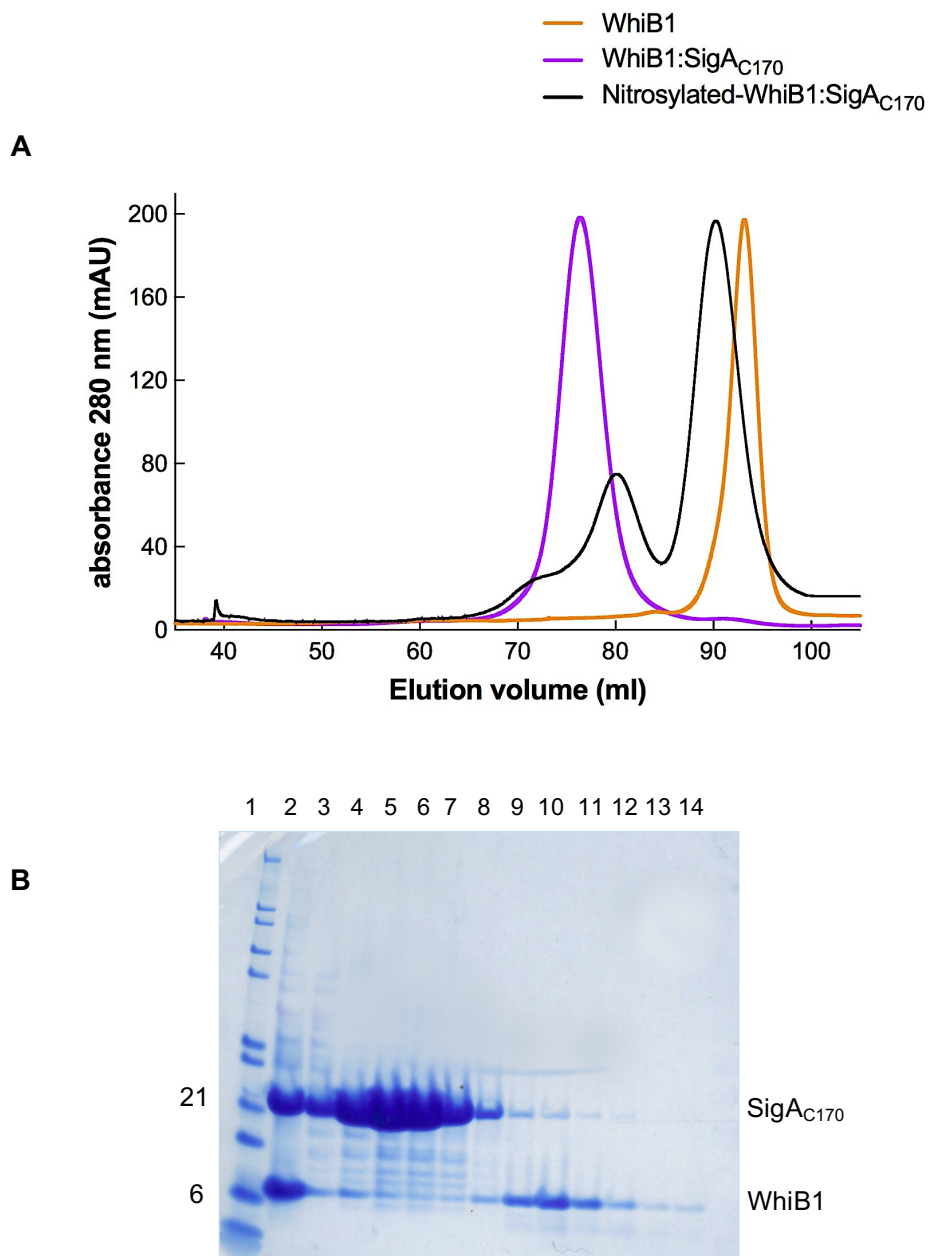 WhiB1
WhiB1:SigAC170
Nitrosylated-WhiB1:SigAC170
A
absorbance 280 nm (mAU)
200
160
120
80
40
0
40 50 60 70 80 90 100
Elution volume (ml)
1 2 3 4 5 6 7 8 9 10 11 12 13 14
B
21
SigAC170
6
WhiB1